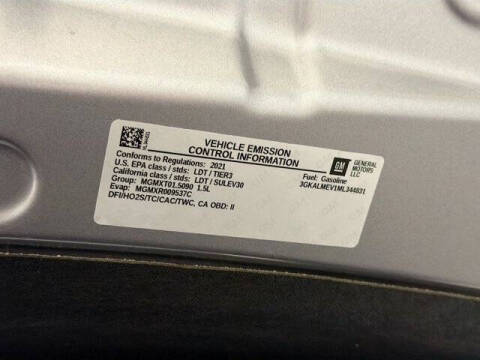 VEHICLE EMISSION
CONTROL INFORMATION
Conforms to Regulations: 2021
U.S. EPA class / stds: LDT / TIER3
California class / stds: LDT / SULEV30
Group: MGMXT01.5090 1.5L
Evap: MGMXR009537C
DFI/HO2S/TC/CAC/TWC, CA OBD: II
Fuel: Gasoline
3GKALMEV1ML344831
GM
GENERAL
MOTORS
LLC